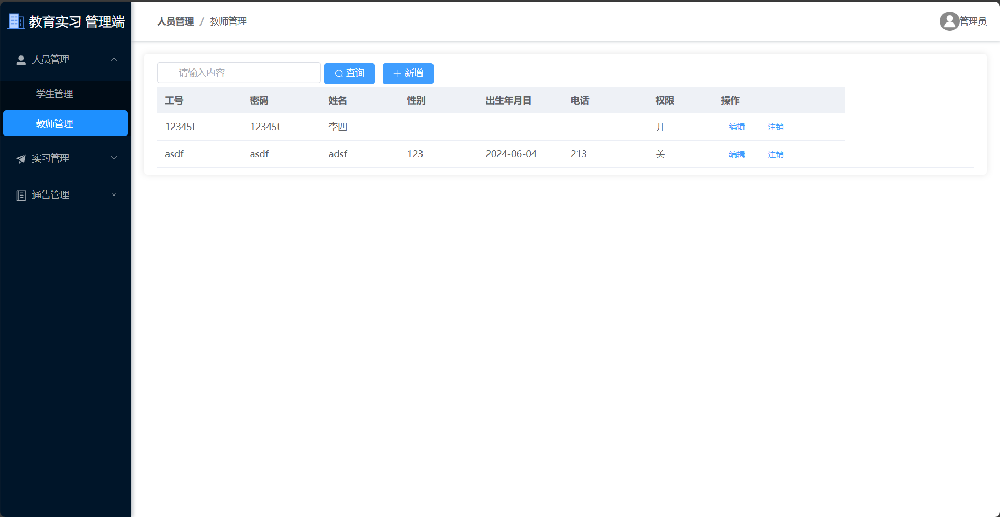 教育实习 管理端
人员管理
学生管理
教师管理
实习管理
通告管理
人员管理 / 教师管理
管理员
请输入内容 查询 新增
工号 密码 姓名 性别 出生年月日 电话 权限 操作
12345t 12345t 李四 开 编辑 注销
asdf asdf adsf 123 2024-06-04 213 关 编辑 注销